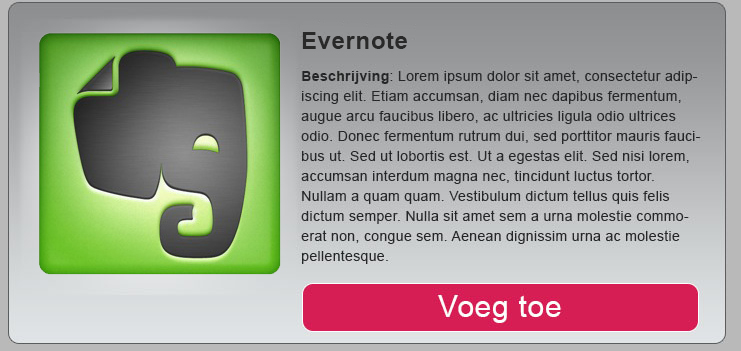 Evernote
Beschrijving: Lorem ipsum dolor sit amet, consectetur adip-
iscing elit. Etiam accumsan, diam nec dapibus fermentum,
augue arcu faucibus libero, ac ultricies ligula odio ultrices
odio. Donec fermentum rutrum dui, sed porttitor mauris fauci-
bus ut. Sed ut lobortis est. Ut a egestas elit. Sed nisi lorem,
accumsan interdum magna nec, tincidunt luctus tortor.
Nullam a quam quam. Vestibulum dictum tellus quis felis
dictum semper. Nulla sit amet sem a urna molestie commo-
erat non, congue sem. Aenean dignissim urna ac molestie
pellentesque.
Voeg toe